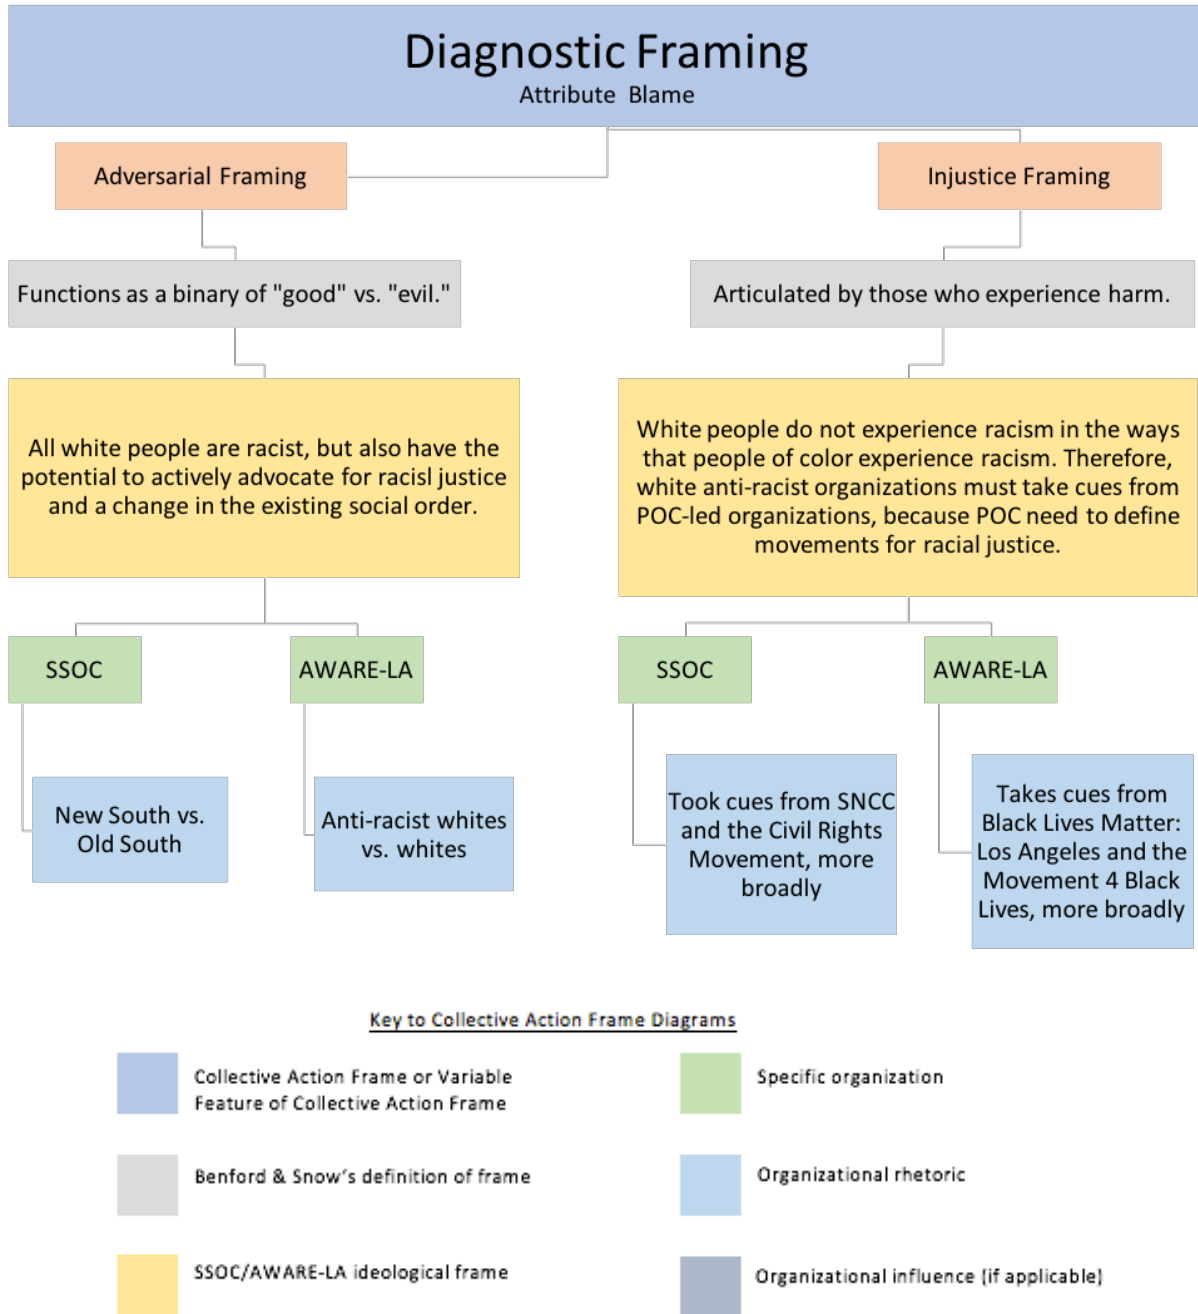 Diagnostic Framing
Attribute Blame
Adversarial Framing
Injustice Framing
Functions as a binary of "good" vs. "evil."
Articulated by those who experience harm.
All white people are racist, but also have the
potential to actively advocate for racisl justice
and a change in the existing social order.
White people do not experience racism in the ways
that people of color experience racism. Therefore,
white anti-racist organizations must take cues from
POC-led organizations, because POC need to define
movements for racial justice.
SSOC
AWARE-LA
SSOC
AWARE-LA
New South vs.
Old South
Anti-racist whites
vs. whites
Took cues from SNCC
and the Civil Rights
Movement, more
broadly
Takes cues from
Black Lives Matter:
Los Angeles and the
Movement 4 Black
Lives, more broadly
Key to Collective Action Frame Diagrams
Collective Action Frame or Variable
Feature of Collective Action Frame
Specific organization
Benford & Snow's definition of frame
Organizational rhetoric
SSOC/AWARE-LA ideological frame
Organizational influence (if applicable)